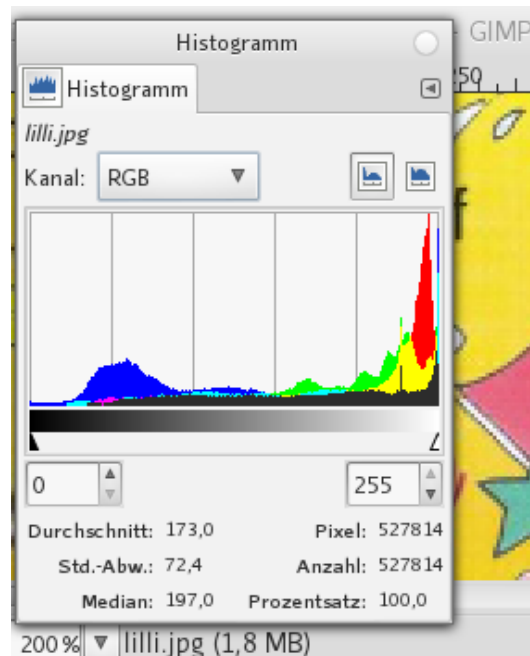 Histogramm
GIMP
Histogramm
250
lilli.jpg
Kanal: RGB
f
0
255
Durchschnitt: 173,0 Pixel: 527814
Std.-Abw.: 72,4 Anzahl: 527814
Median: 197,0 Prozentsatz: 100,0
200% lilli.jpg (1,8 MB)